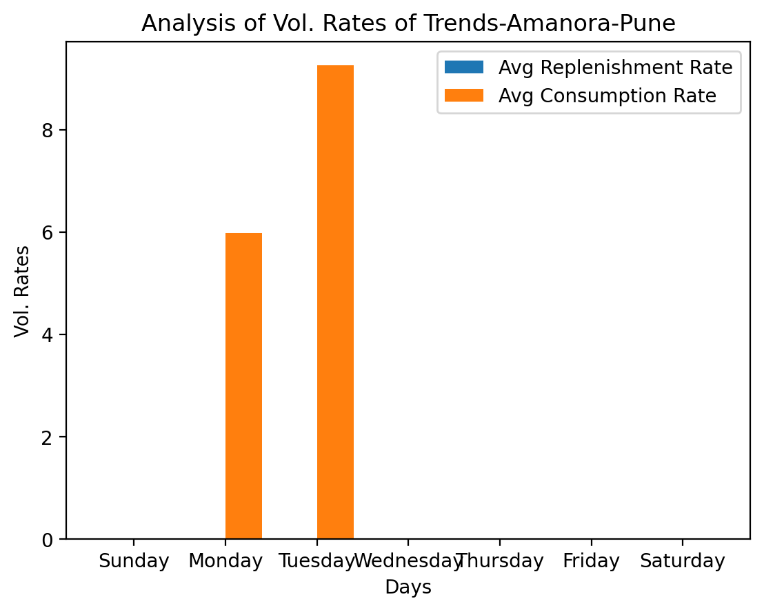 Analysis of Vol. Rates of Trends-Amanora-Pune
Avg Replenishment Rate
Avg Consumption Rate
8
6
4
2
0
Vol. Rates
Sunday Monday Tuesday Wednesday Thursday Friday Saturday
Days